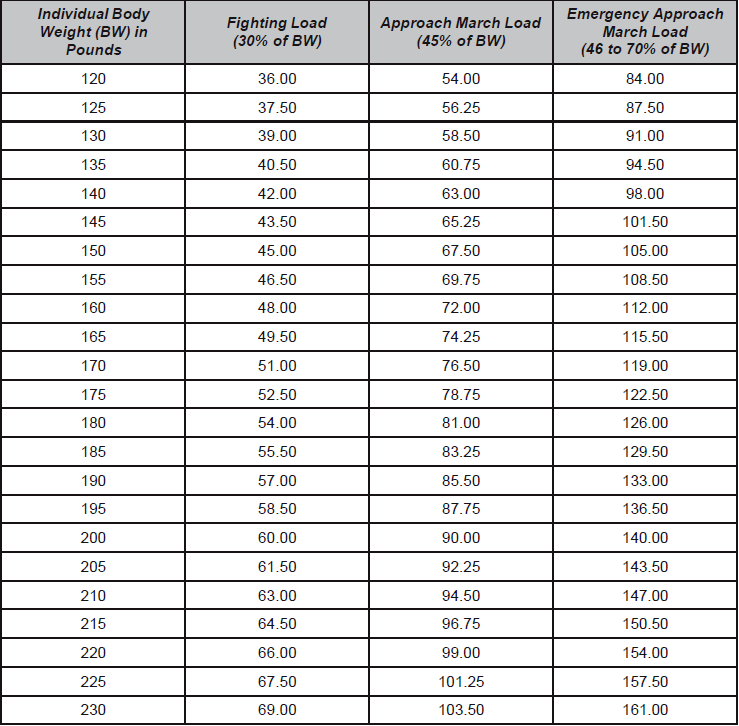 Individual Body Weight (BW) in Pounds Fighting Load (30% of BW) Approach March Load (45% of BW) Emergency Approach March Load (46 to 70% of BW)
120 36.00 54.00 84.00
125 37.50 56.25 87.50
130 39.00 58.50 91.00
135 40.50 60.75 94.50
140 42.00 63.00 98.00
145 43.50 65.25 101.50
150 45.00 67.50 105.00
155 46.50 69.75 108.50
160 48.00 72.00 112.00
165 49.50 74.25 115.50
170 51.00 76.50 119.00
175 52.50 78.75 122.50
180 54.00 81.00 126.00
185 55.50 83.25 129.50
190 57.00 85.50 133.00
195 58.50 87.75 136.50
200 60.00 90.00 140.00
205 61.50 92.25 143.50
210 63.00 94.50 147.00
215 64.50 96.75 150.50
220 66.00 99.00 154.00
225 67.50 101.25 157.50
230 69.00 103.50 161.00